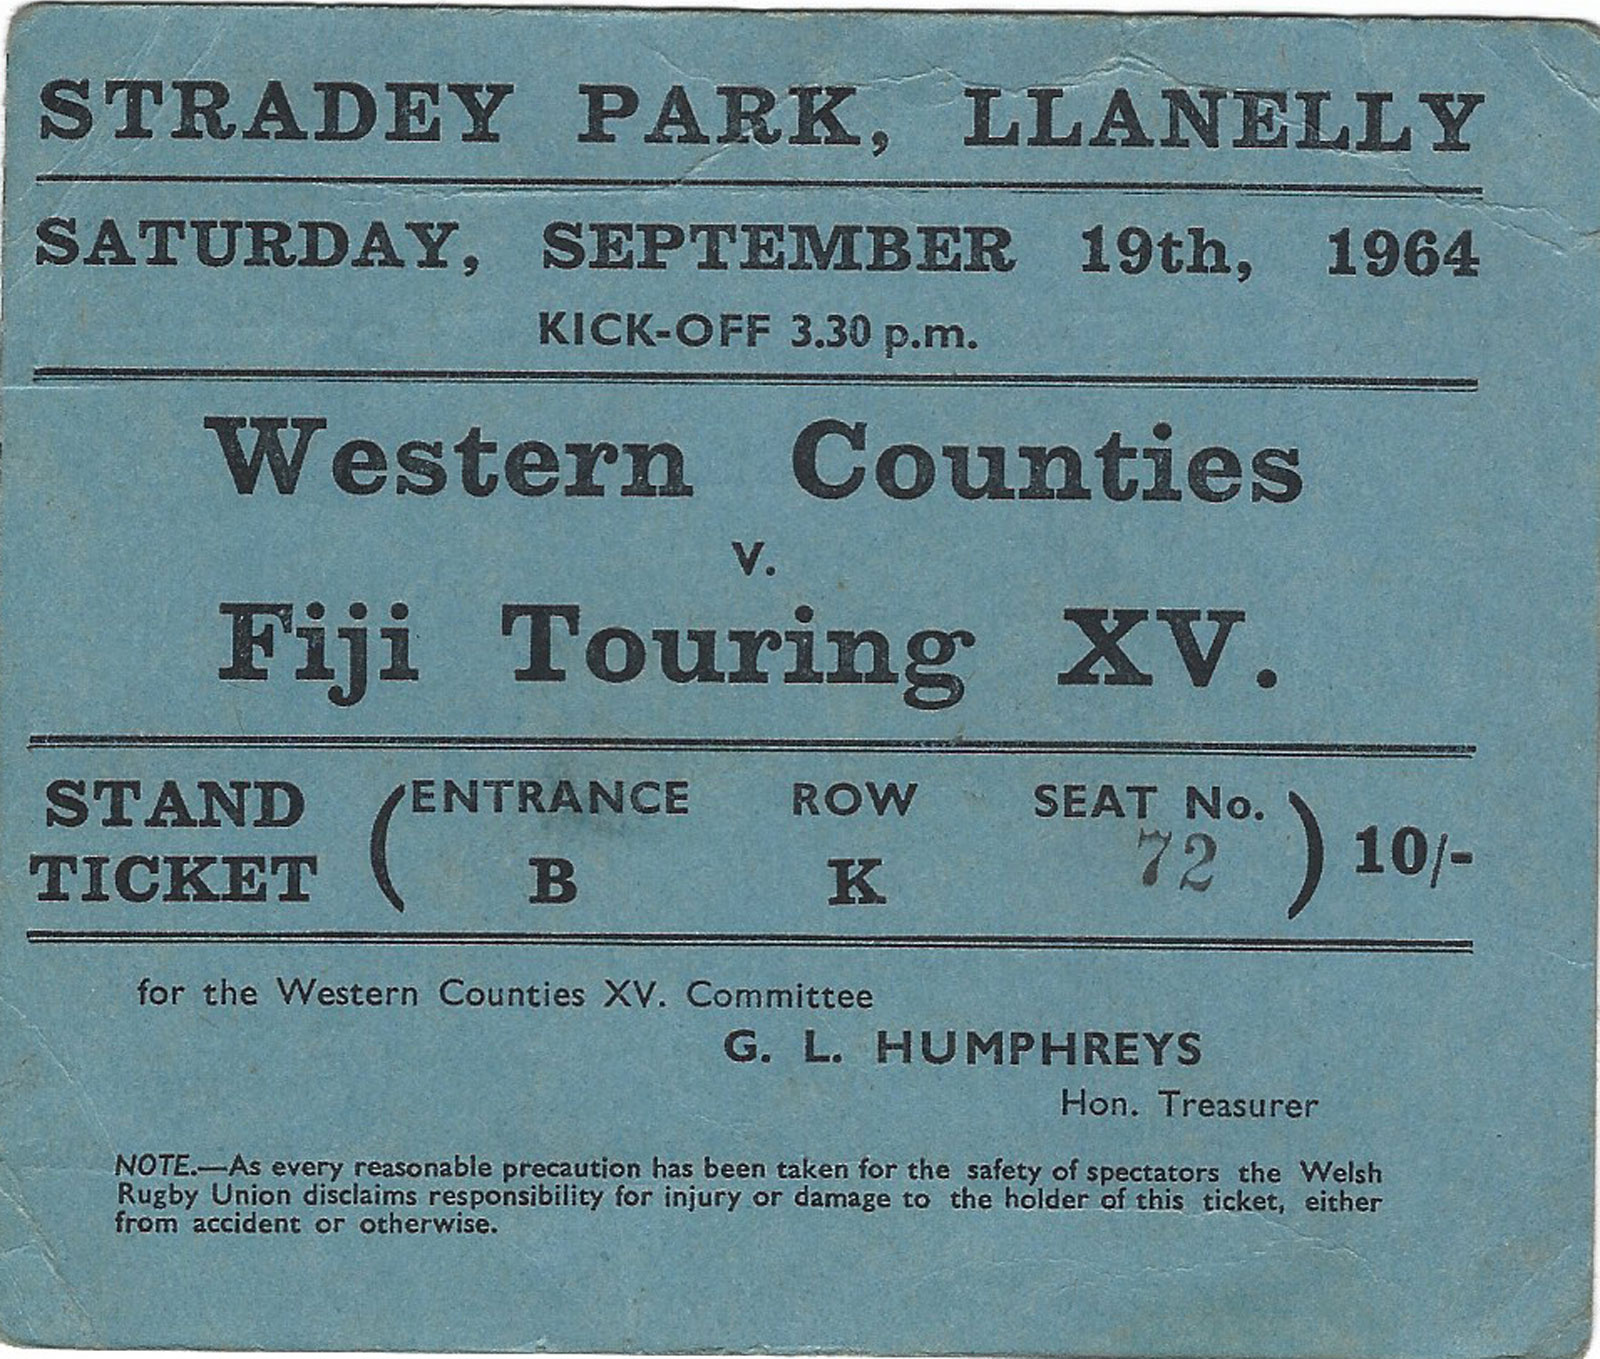 STRADEY PARK, LLANELLY
SATURDAY, SEPTEMBER 19th, 1964
KICK-OFF 3.30 p.m.
Western Counties
v.
Fiji Touring XV.
STAND TICKET ( ENTRANCE B ROW K SEAT No. 72 ) 10/-
for the Western Counties XV. Committee
G. L. HUMPHREYS
Hon. Treasurer
NOTE.—As every reasonable precaution has been taken for the safety of spectators the Welsh
Rugby Union disclaims responsibility for injury or damage to the holder of this ticket, either
from accident or otherwise.